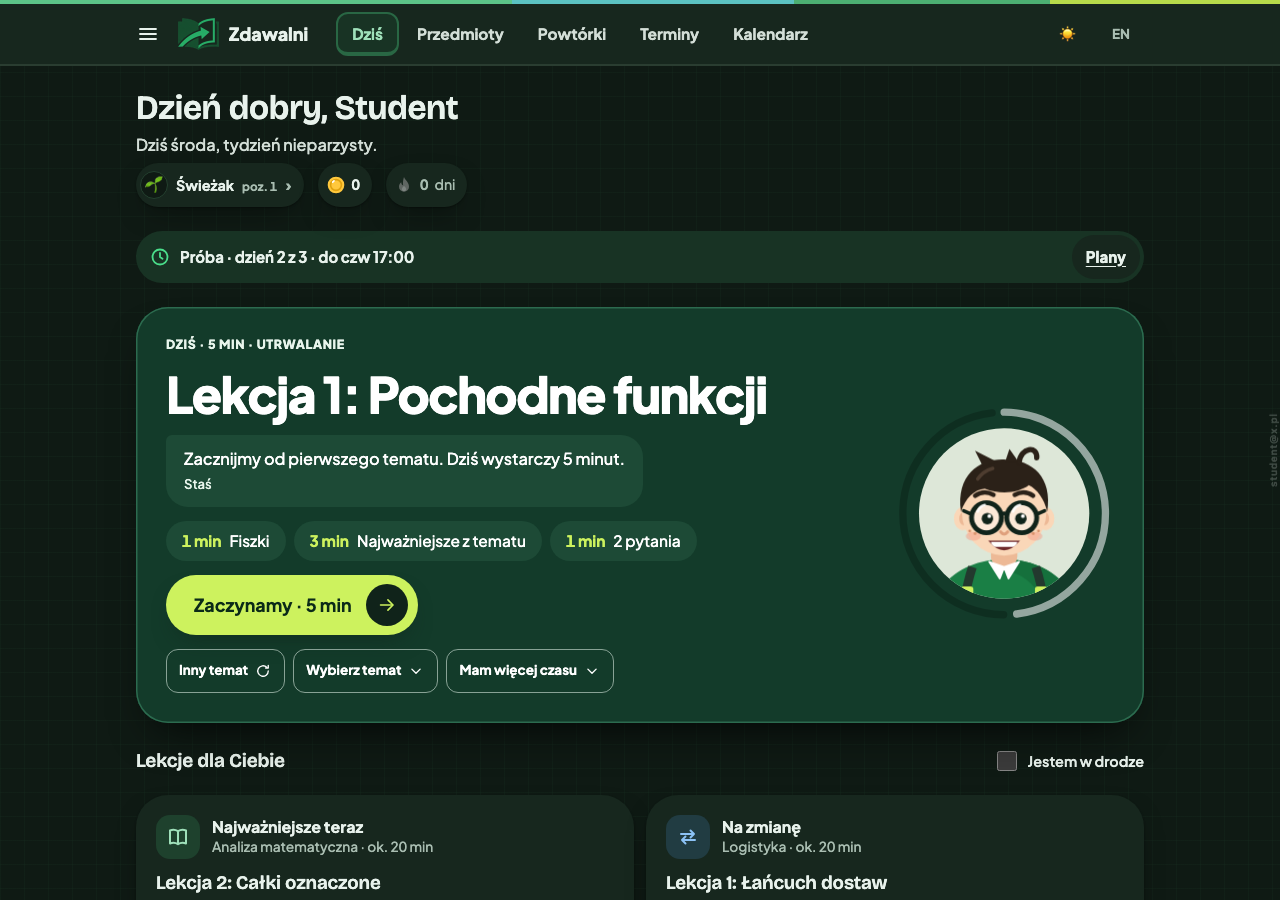 Zdawalni
Dziś
Przedmioty
Powtórki
Terminy
Kalendarz
EN
Dzień dobry, Student
Dziś środa, tydzień nieparzysty.
Świeżak poz. 1 ›
0
0 dni
Próba · dzień 2 z 3 · do czw 17:00
Plany
DZIŚ · 5 MIN · UTRWALANIE
Lekcja 1: Pochodne funkcji
Zacznijmy od pierwszego tematu. Dziś wystarczy 5 minut.
Staś
1 min Fiszki
3 min Najważniejsze z tematu
1 min 2 pytania
Zaczynamy · 5 min
Inny temat
Wybierz temat
Mam więcej czasu
student@x.pl
Lekcje dla Ciebie
Jestem w drodze
Najważniejsze teraz
Analiza matematyczna · ok. 20 min
Lekcja 2: Całki oznaczone
Na zmianę
Logistyka · ok. 20 min
Lekcja 1: Łańcuch dostaw